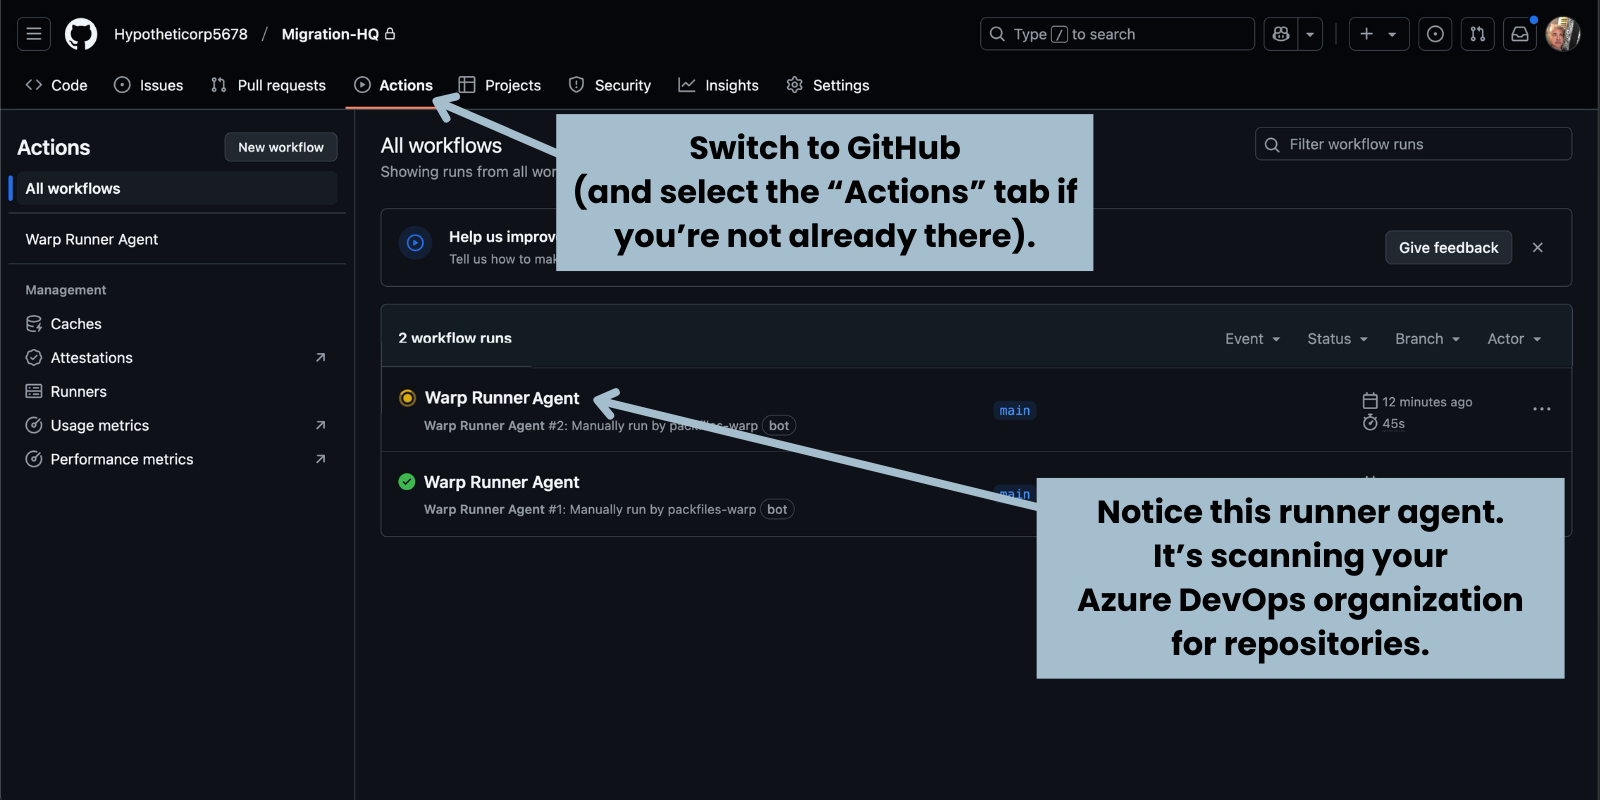 Hypotheticorp5678 / Migration-HQ
Type / to search
Code
Issues
Pull requests
Actions
Projects
Security
Insights
Settings
Actions
New workflow
All workflows
Warp Runner Agent
Management
Caches
Attestations
Runners
Usage metrics
Performance metrics
All workflows
Showing runs from all
Filter workflow runs
Switch to GitHub
(and select the “Actions” tab if
you’re not already there).
Help us
Tell us how to
Give feedback
2 workflow runs
Event
Status
Branch
Actor
Warp Runner Agent
Warp Runner Agent #2: Manually run by packfiles-warp bot
main
12 minutes ago
45s
Warp Runner Agent
Warp Runner Agent #1: Manually run by packfiles-warp bot
main
Notice this runner agent.
It’s scanning your
Azure DevOps organization
for repositories.